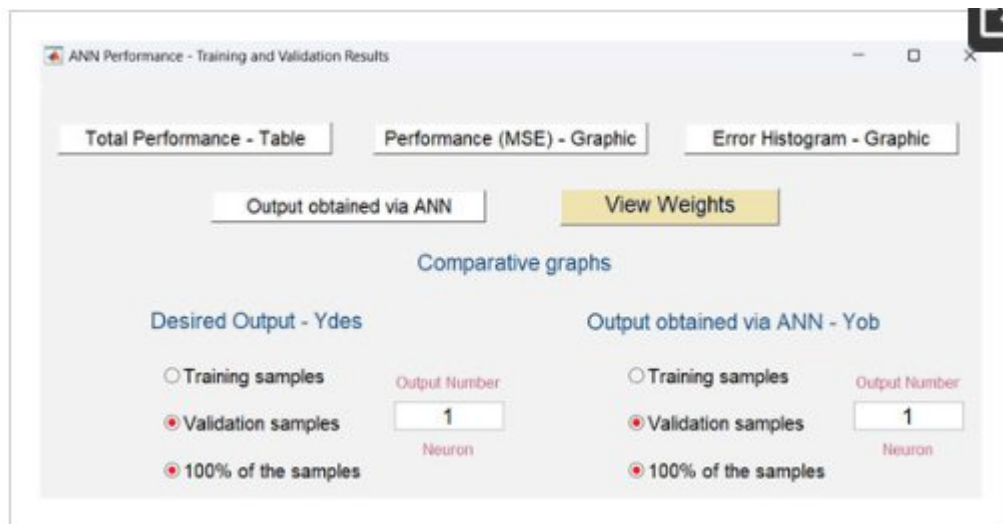 ANN Performance - Training and Validation Results
Total Performance - Table
Performance (MSE) - Graphic
Error Histogram - Graphic
Output obtained via ANN
View Weights
Comparative graphs
Desired Output - Ydes
Training samples
Output Number
Validation samples
1
Neuron
100% of the samples
Output obtained via ANN - Yob
Training samples
Output Number
Validation samples
1
Neuron
100% of the samples